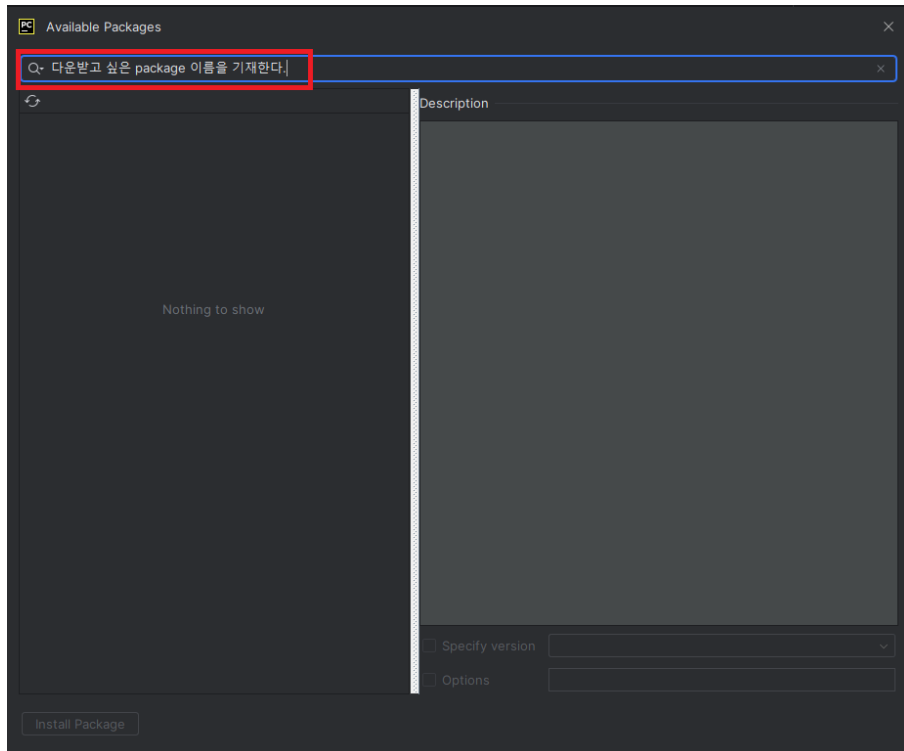 PC
Available Packages
다운받고 싶은 package 이름을 기재한다.
Description
Nothing to show
Specify version
Options
Install Package